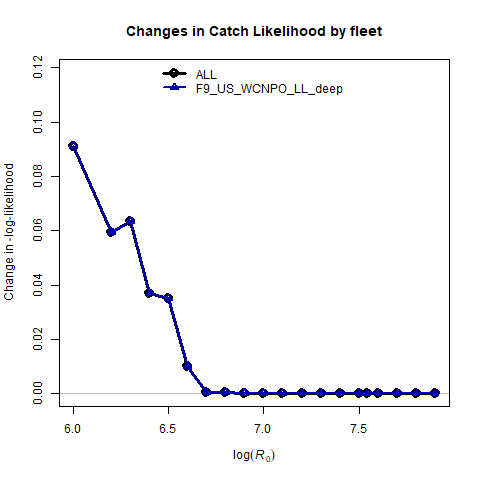 Changes in Catch Likelihood by fleet
ALL
F9_US_WCNPO_LL_deep
Change in -log-likelihood
0.12
0.10
0.08
0.06
0.04
0.02
0.00
6.0 6.5 7.0 7.5
log(R0)